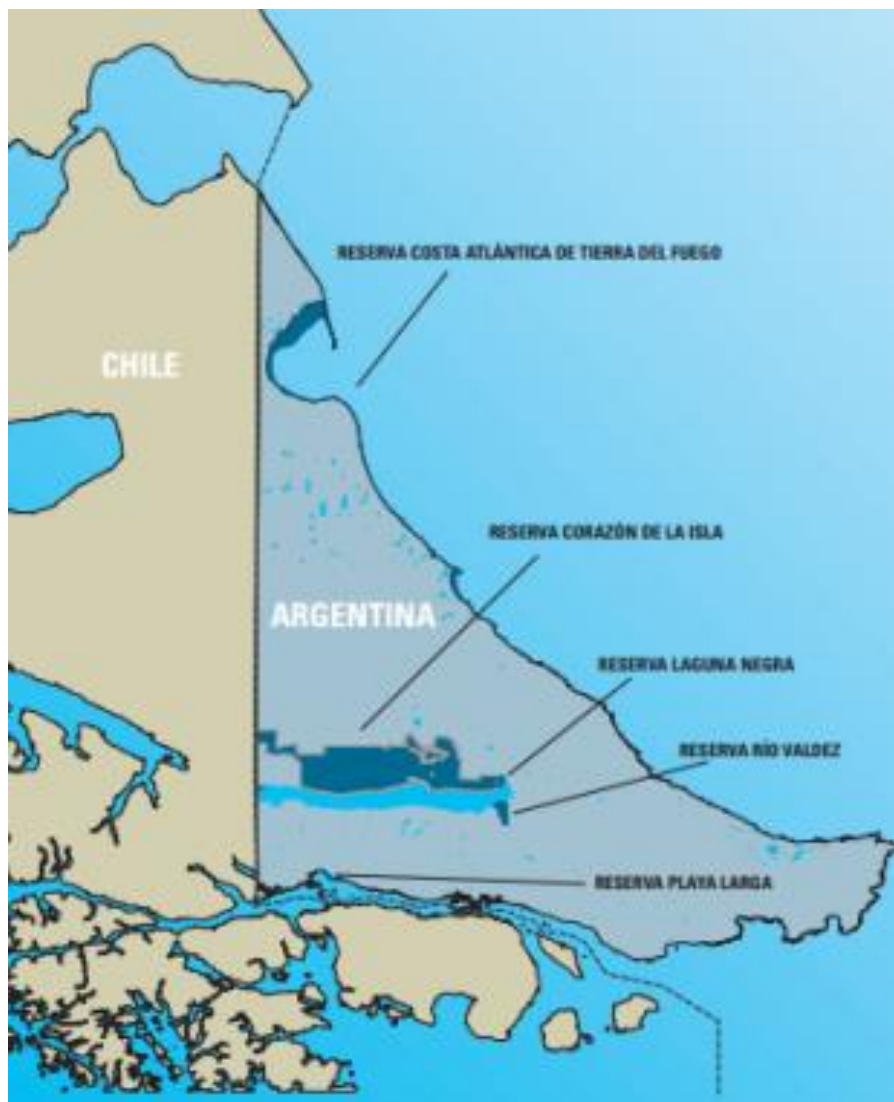 RESERVA COSTA ATLÁNTICA DE TIERRA DEL FUEGO
CHILE
RESERVA CORAZÓN DE LA ISLA
ARGENTINA
RESERVA LAGUNA NEGRA
RESERVA RÍO VALDEZ
RESERVA PLAYA LARGA